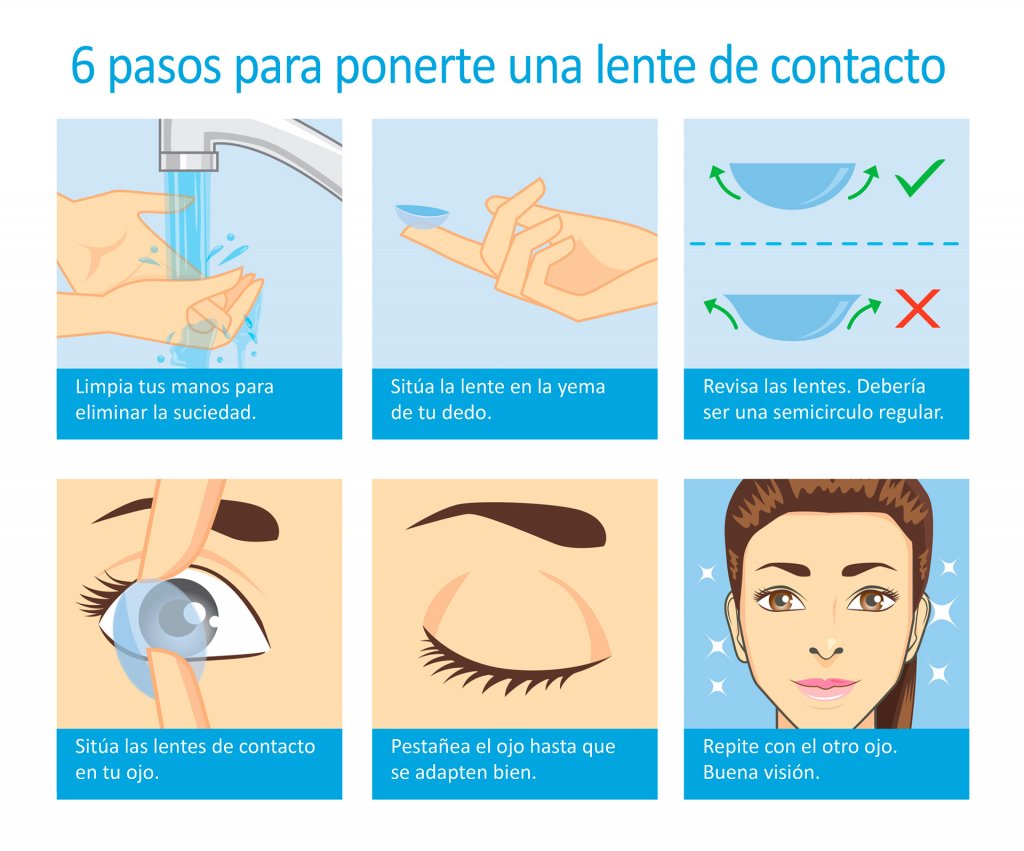 6 pasos para ponerte una lente de contacto
Limpia tus manos para
eliminar la suciedad.
Sitúa la lente en la yema
de tu dedo.
Revisa las lentes. Debería
ser una semicirculo regular.
Sitúa las lentes de contacto
en tu ojo.
Pestañea el ojo hasta que
se adapten bien.
Repite con el otro ojo.
Buena visión.